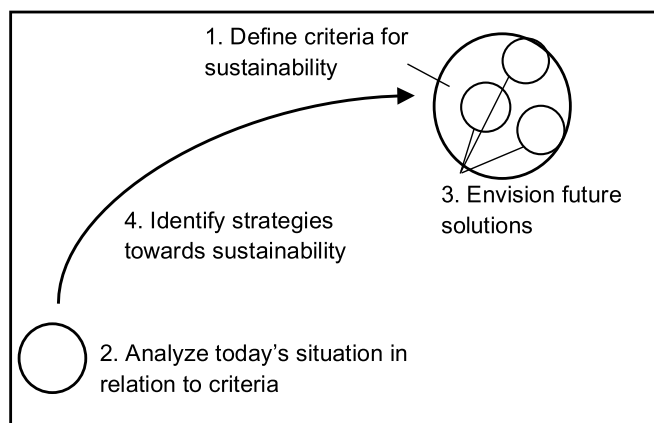 1. Define criteria for
sustainability
3. Envision future
solutions
4. Identify strategies
towards sustainability
2. Analyze today’s situation in
relation to criteria